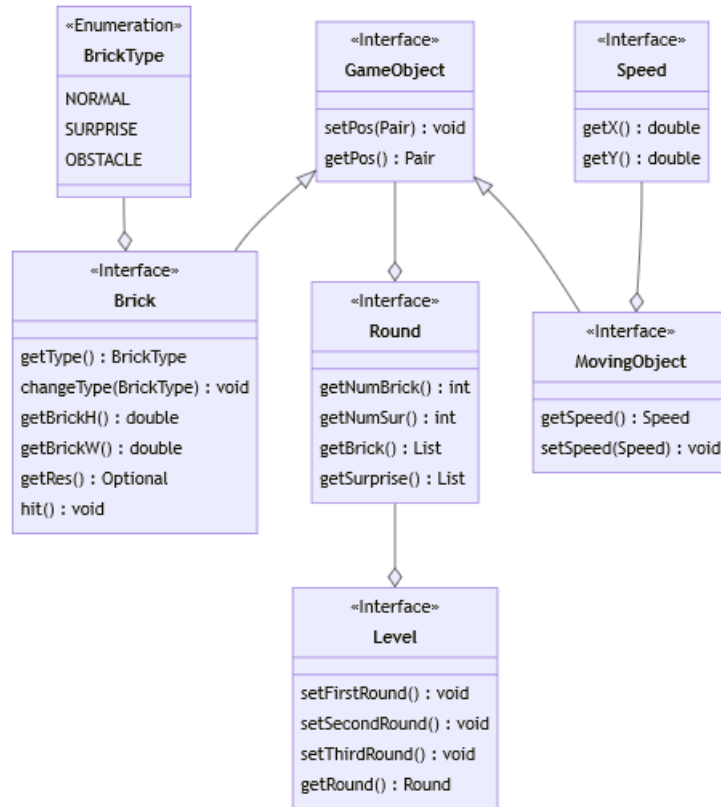 «Enumeration»
BrickType
NORMAL
SURPRISE
OBSTACLE
«Interface»
GameObject
setPos(Pair) : void
getPos() : Pair
«Interface»
Speed
getX() : double
getY() : double
«Interface»
Brick
getType() : BrickType
changeType(BrickType) : void
getBrickH() : double
getBrickW() : double
getRes() : Optional
hit() : void
«Interface»
Round
getNumBrick() : int
getNumSur() : int
getBrick() : List
getSurprise() : List
«Interface»
MovingObject
getSpeed() : Speed
setSpeed(Speed) : void
«Interface»
Level
setFirstRound() : void
setSecondRound() : void
setThirdRound() : void
getRound() : Round